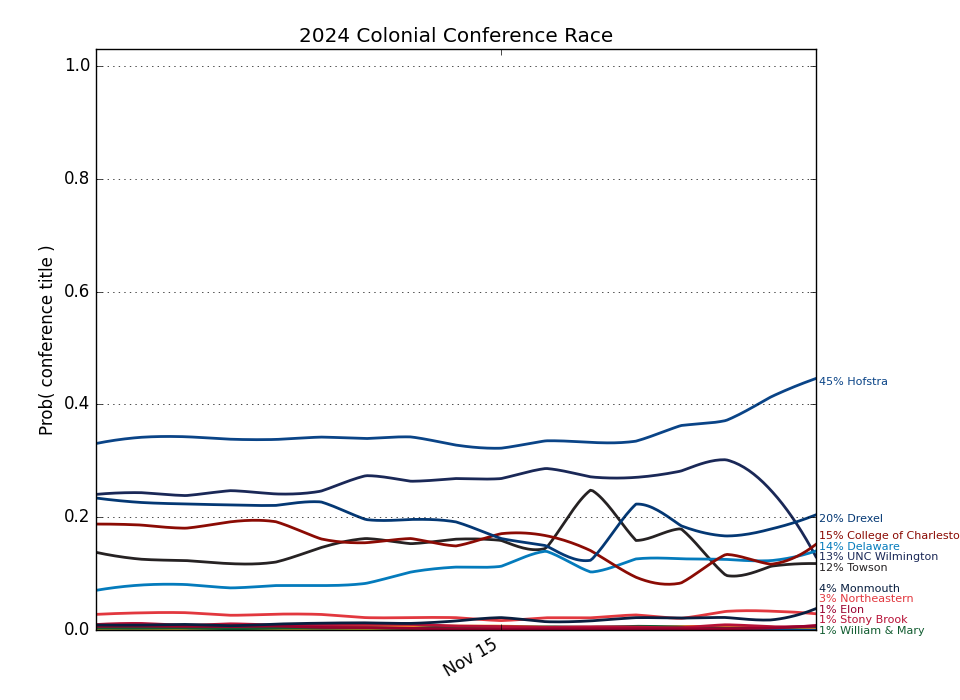 2024 Colonial Conference Race
Prob( conference title )
1.0
0.8
0.6
0.4
0.2
0.0
Nov 15
45% Hofstra
20% Drexel
15% College of Charlesto
14% Delaware
13% UNC Wilmington
12% Towson
4% Monmouth
3% Northeastern
1% Elon
1% Stony Brook
1% William & Mary